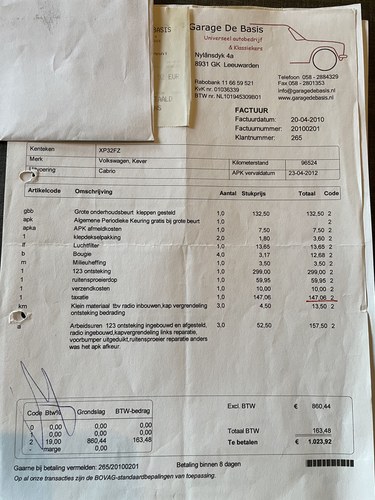 Garage De Basis
Universeel autobedrijf
& Klassiekers
Nylânsdyk 4a
8931 GK Leeuwarden
Rabobank 11 66 59 521
KvK nr. 01036339
BTW nr. NL101945309B01
Telefoon 058 - 2884329
Fax 058 - 2801353
info@garagedebasis.nl
www.garagedebasis.nl
FACTUUR
Factuurdatum: 20-04-2010
Factuurnummer: 20100201
Klantnummer: 265
Kenteken XP32FZ
Merk Volkswagen, Kever Kilometerstand 96524
Uitvoering Cabrio APK vervaldatum 23-04-2012
Artikelcode Omschrijving Aantal Stukprijs Totaal Code
gbb Grote onderhoudsbeurt kleppen gesteld 1,0 132,50 132,50 2
apk Algemene Periodieke Keuring gratis bij grote beurt 1,0 2
apka APK afmeldkosten 1,0 7,50 7,50 2
1 klepdekselpakking 2,0 1,80 3,60 2
lf Luchtfilter 1,0 13,65 13,65 2
b Bougie 4,0 3,17 12,68 2
m Milieuheffing 1,0 3,50 3,50 2
1 123 ontsteking 1,0 299,00 299,00 2
1 ruitensproeierdop 1,0 59,95 59,95 2
1 verzendkosten 1,0 10,00 10,00 2
1 taxatie 1,0 147,06 147,06 2
km Klein materiaal tbv radio inbouwen,kap vergrendeling 3,0 4,50 13,50 2
ontsteking bedrading
a Arbeidsuren 123 ontsteking ingebouwd en afgesteld, 3,0 52,50 157,50 2
radio ingebouwd,kapvergrendeling links reparatie,
voorbumper uitgedukt,ruitensproeier reparatie anders
was het apk afkeur.
Code Btw% Grondslag BTW-bedrag
0 0,00 0,00 0,00
1 0,00 0,00 0,00
2 19,00 860,44 163,48
- marge 0,00
Excl. BTW € 860,44
Totaal BTW 163,48
Te betalen € 1.023,92
Gaarne bij betaling vermelden: 265/20100201 Betaling binnen 8 dagen
Op al onze transacties zijn de BOVAG-standaardbepalingen van toepassing.